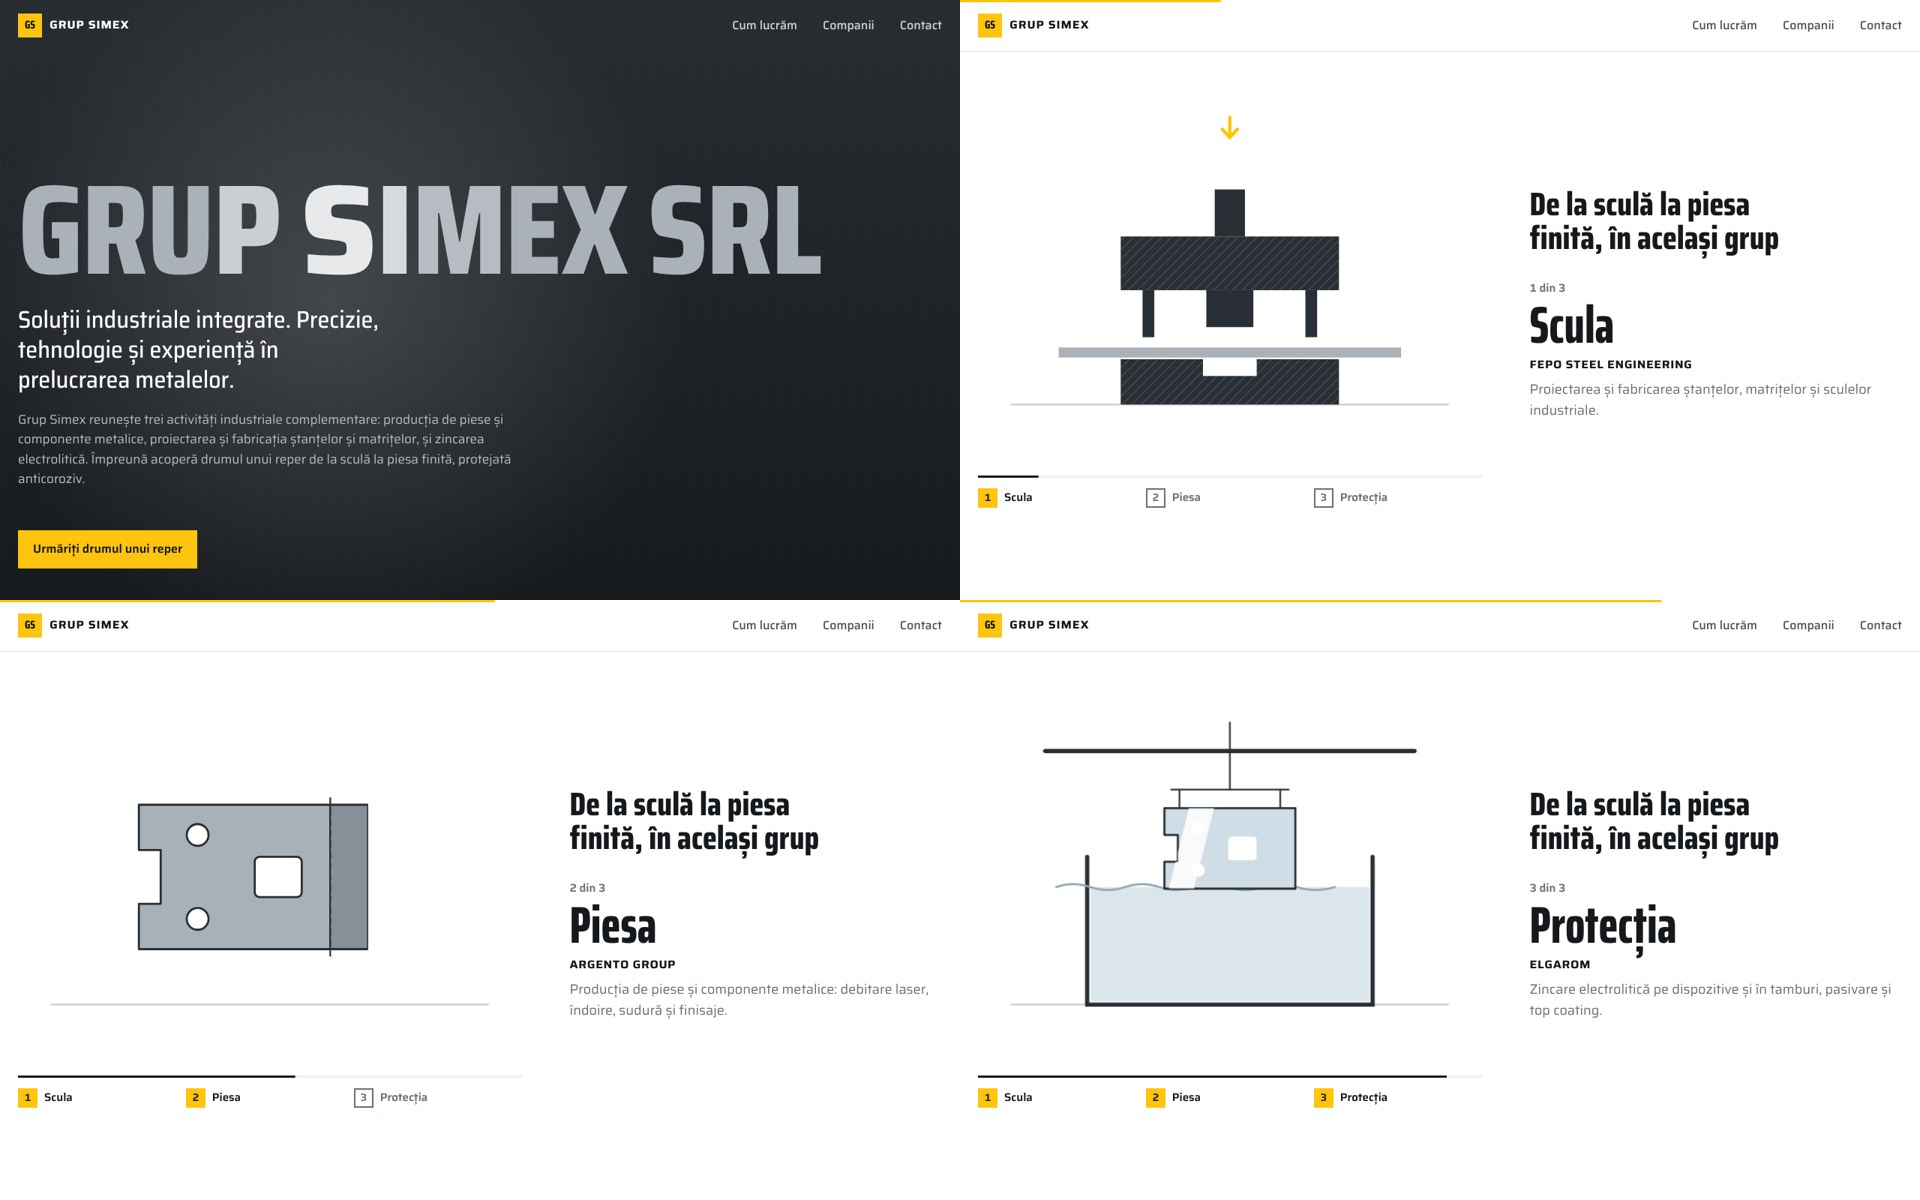 GS GRUP SIMEX Cum lucrăm Companii Contact
GRUP SIMEX SRL
Soluții industriale integrate. Precizie,
tehnologie și experiență în
prelucrarea metalelor.
Grup Simex reunește trei activități industriale complementare: producția de piese și
componente metalice, proiectarea și fabricația ștanțelor și matrițelor, și zincarea
electrolitică. Împreună acoperă drumul unui reper de la sculă la piesa finită, protejată
anticoroziv.
Urmăriți drumul unui reper
GS GRUP SIMEX Cum lucrăm Companii Contact
De la sculă la piesa
finită, în același grup
1 din 3
Scula
FEPO STEEL ENGINEERING
Proiectarea și fabricarea ștanțelor, matrițelor și sculelor
industriale.
1 Scula 2 Piesa 3 Protecția
GS GRUP SIMEX Cum lucrăm Companii Contact
De la sculă la piesa
finită, în același grup
2 din 3
Piesa
ARGENTO GROUP
Producția de piese și componente metalice: debitare laser,
îndoire, sudură și finisaje.
1 Scula 2 Piesa 3 Protecția
GS GRUP SIMEX Cum lucrăm Companii Contact
De la sculă la piesa
finită, în același grup
3 din 3
Protecția
ELGAROM
Zincare electrolitică pe dispozitive și în tamburi, pasivare și
top coating.
1 Scula 2 Piesa 3 Protecția